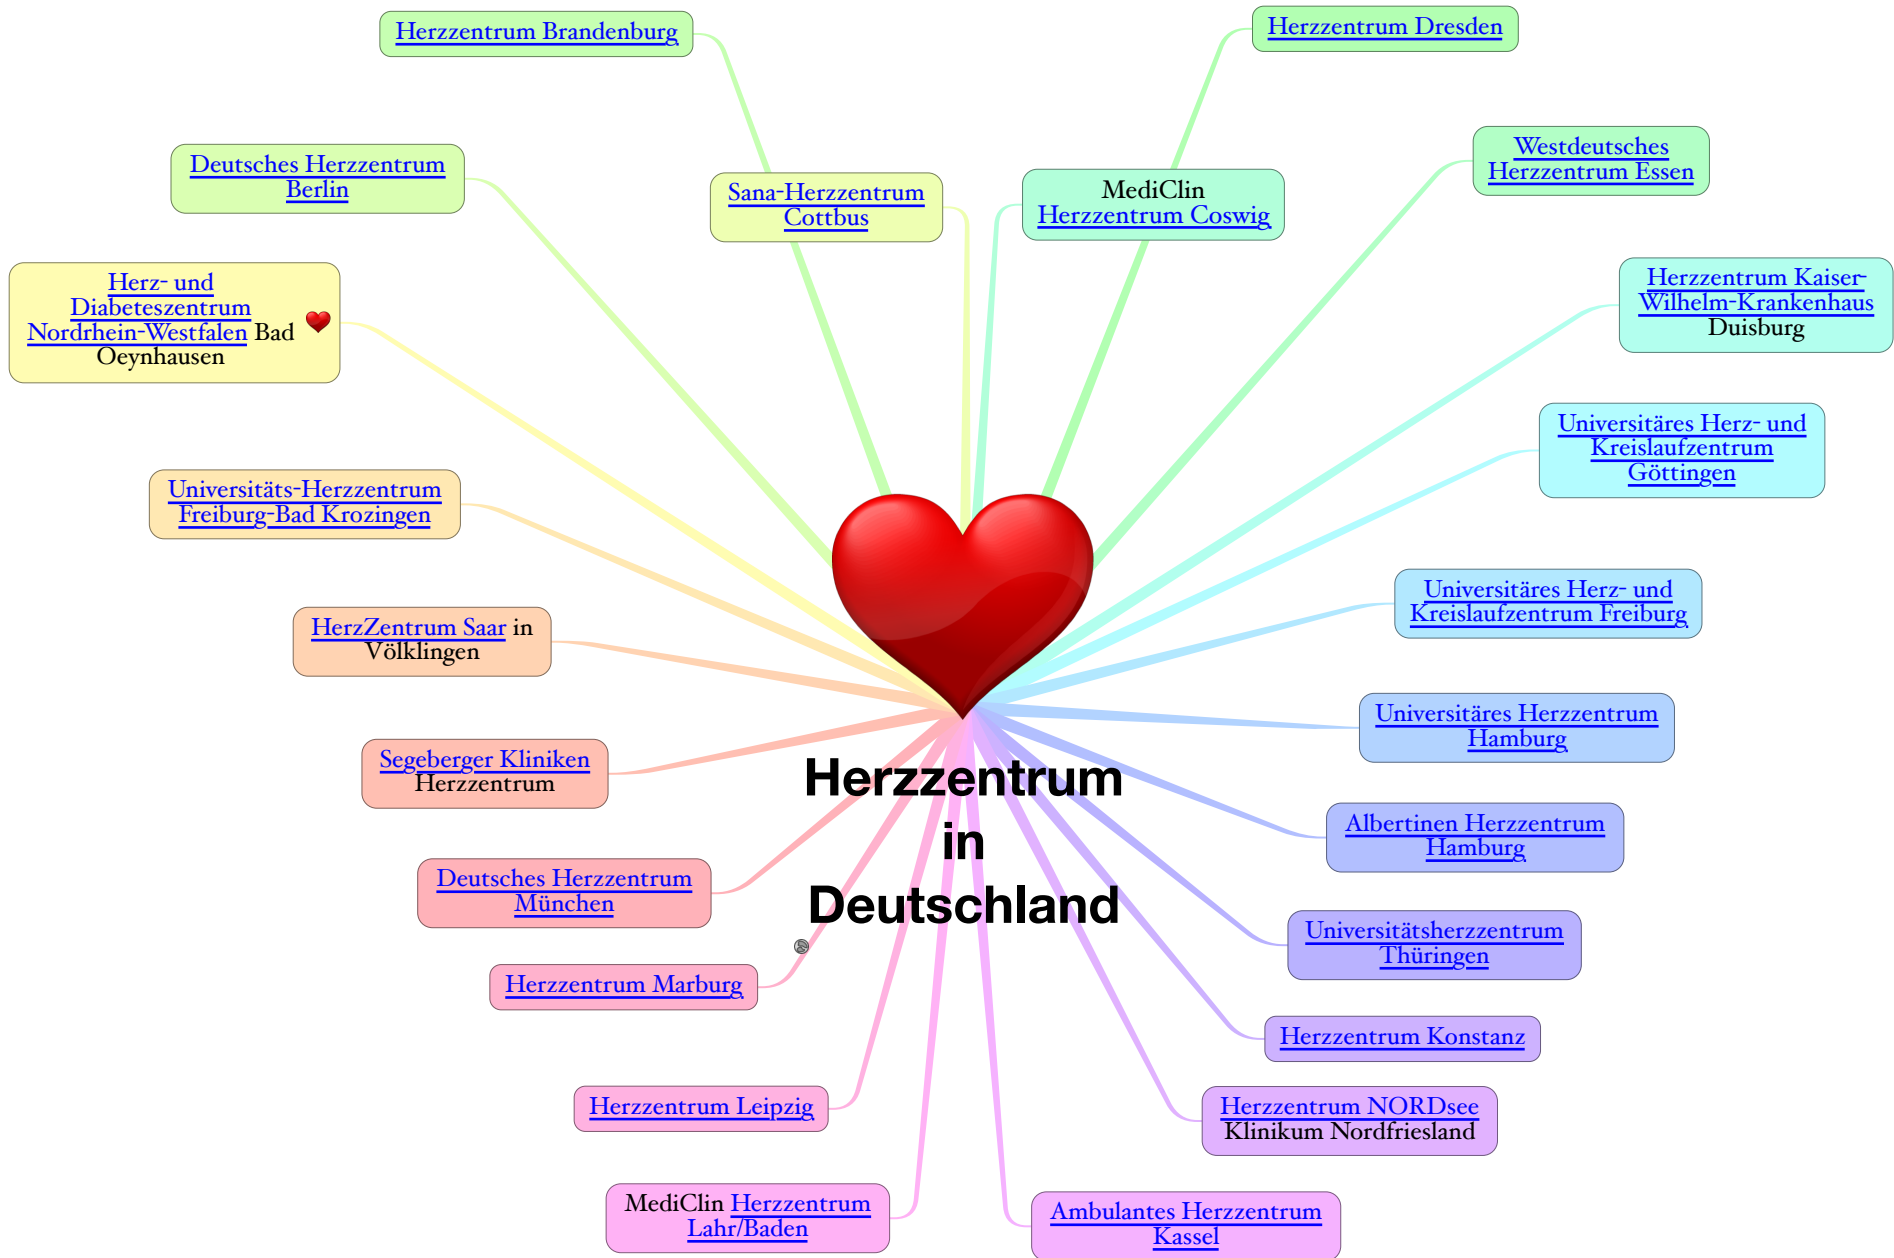 Herzzentrum Brandenburg
Herzzentrum Dresden
Deutsches Herzzentrum
Berlin
Sana-Herzzentrum
Cottbus
MediClin
Herzzentrum Coswig
Westdeutsches
Herzzentrum Essen
Herz- und
Diabeteszentrum
Nordrhein-Westfalen Bad
Oeynhausen
Herzzentrum Kaiser-
Wilhelm-Krankenhaus
Duisburg
Universitäres Herz- und
Kreislaufzentrum
Göttingen
Universitäts-Herzzentrum
Freiburg-Bad Krozingen
Universitäres Herz- und
Kreislaufzentrum Freiburg
HerzZentrum Saar in
Völklingen
Universitäres Herzzentrum
Hamburg
Segeberger Kliniken
Herzzentrum
Herzzentrum
in
Deutschland
Albertinen Herzzentrum
Hamburg
Deutsches Herzzentrum
München
Universitätsherzzentrum
Thüringen
Herzzentrum Marburg
Herzzentrum Konstanz
Herzzentrum Leipzig
Herzzentrum NORDsee
Klinikum Nordfriesland
MediClin Herzzentrum
Lahr/Baden
Ambulantes Herzzentrum
Kassel